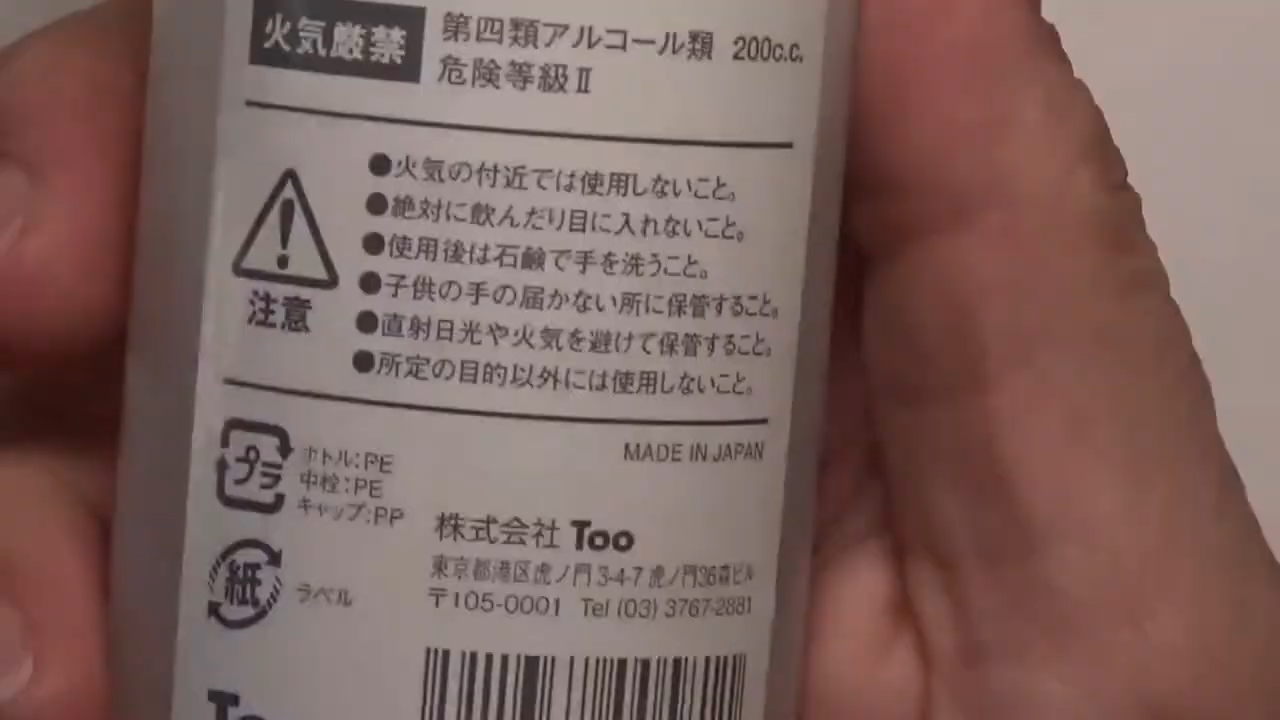 火気厳禁
第四類アルコール類 200c.c.
危険等級Ⅱ
注意
●火気の付近では使用しないこと。
●絶対に飲んだり目に入れないこと。
●使用後は石鹸で手を洗うこと。
●子供の手の届かない所に保管すること。
●直射日光や火気を避けて保管すること。
●所定の目的以外には使用しないこと。
MADE IN JAPAN
プラ
ボトル:PE
中栓:PE
キャップ:PP
紙
ラベル
株式会社 Too
東京都港区虎ノ門 3-4-7 虎ノ門36森ビル
〒105-0001 Tel (03) 3767-2881